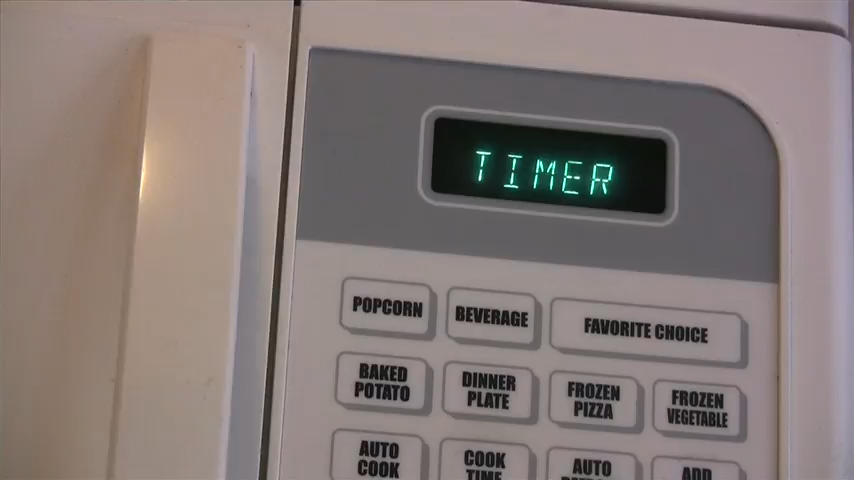 TIMER
POPCORN
BEVERAGE
FAVORITE CHOICE
BAKED
POTATO
DINNER
PLATE
FROZEN
PIZZA
FROZEN
VEGETABLE
AUTO
COOK
COOK
TIME
AUTO
ADD